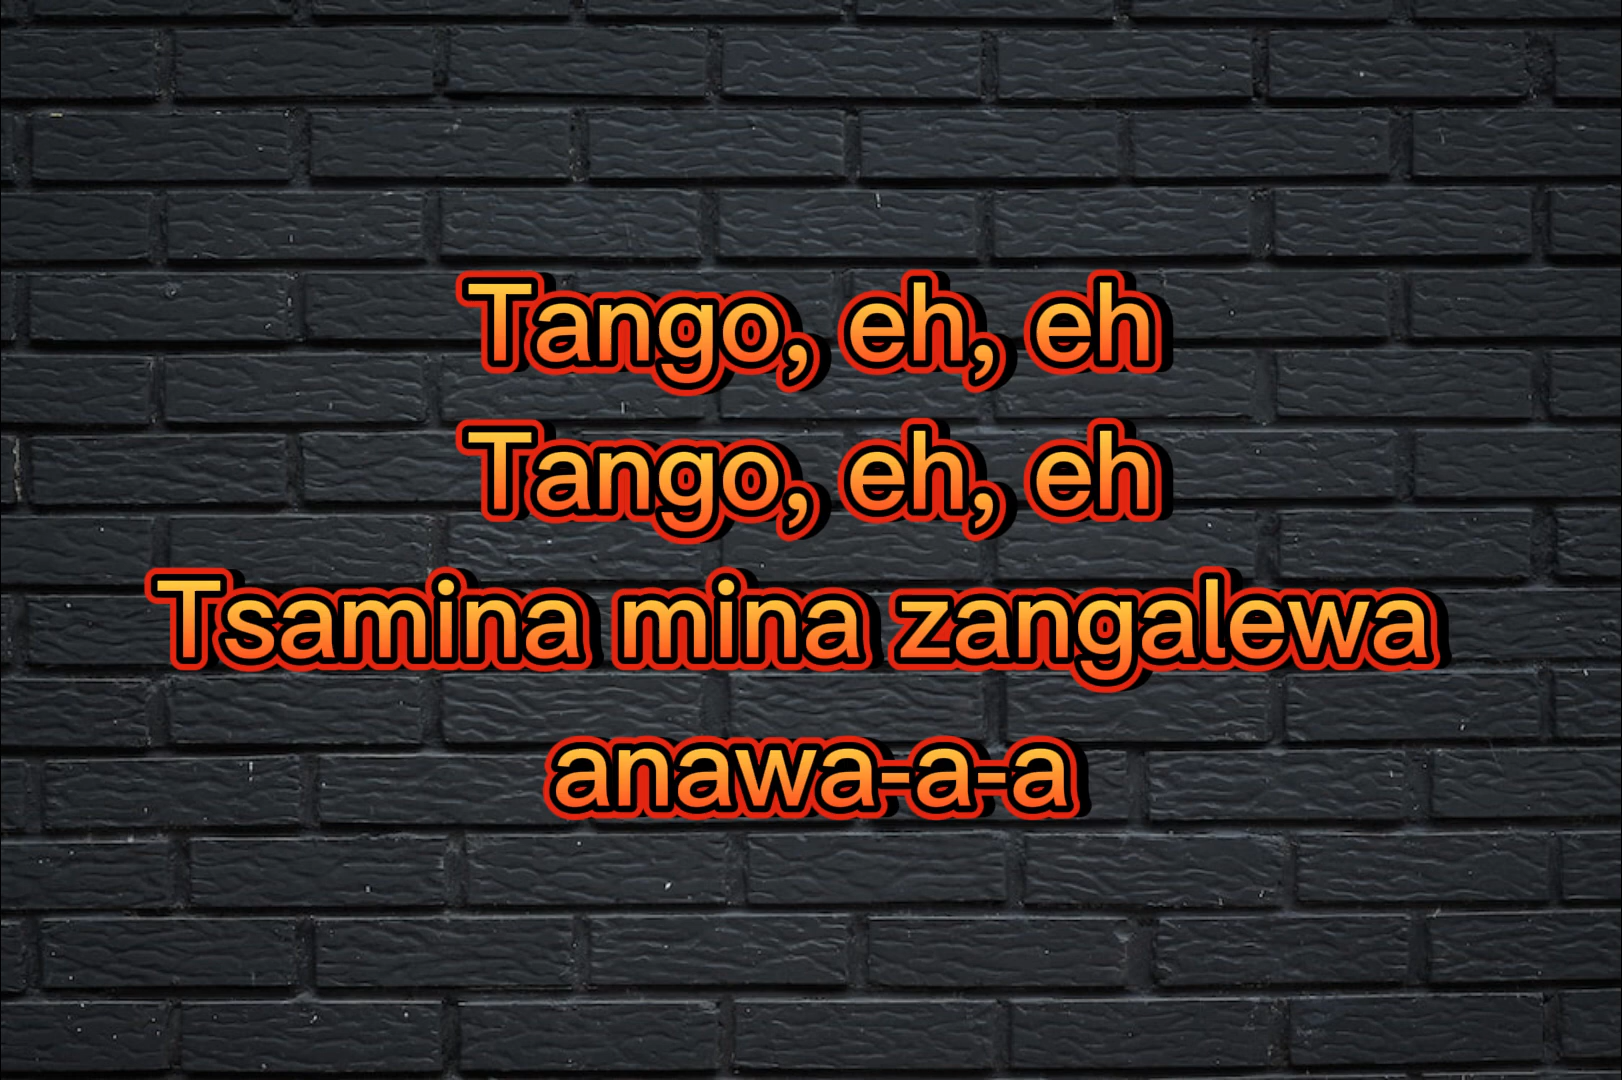 Tango, eh, eh
Tango, eh, eh
Tsamina mina zangalewa
anawa-a-a